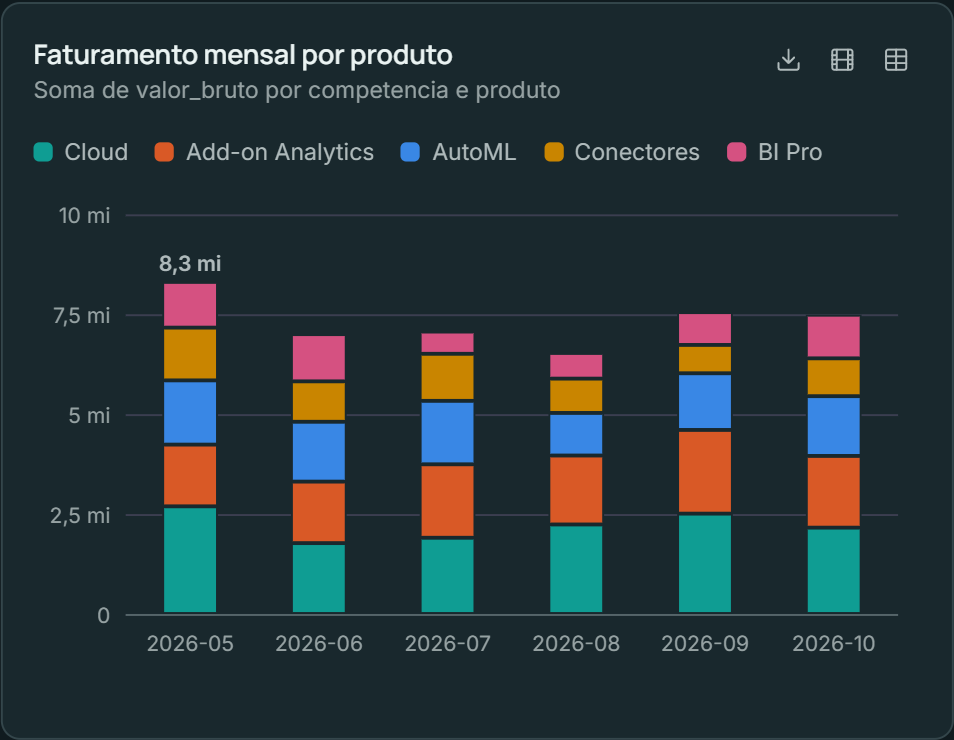 Faturamento mensal por produto
Soma de valor_bruto por competencia e produto
Cloud Add-on Analytics AutoML Conectores BI Pro
10 mi
8,3 mi
7,5 mi
5 mi
2,5 mi
0
2026-05 2026-06 2026-07 2026-08 2026-09 2026-10